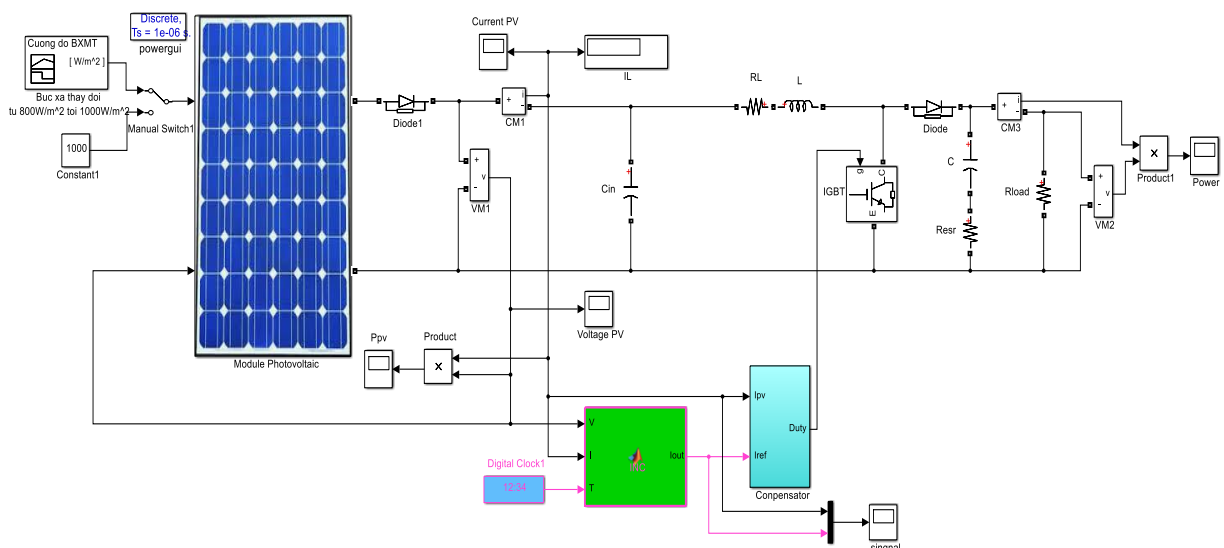 Discrete,
Ts = 1e-06 s.
powergui
Cuong do BXMT
[ W/m^2 ]
Buc xa thay doi
tu 800W/m^2 toi 1000W/m^2
Manual Switch1
1000
Constant1
Module Photovoltaic
Diode1
Current PV
IL
+
-
i
CM1
+
-
v
VM1
+
Cin
RL
+
L
+
Diode
IGBT
g
C
E
+
C
+
Resr
+
-
i
CM3
+
Rload
+
-
v
VM2
x
Product1
Power
Voltage PV
Ppv
Product
x
Digital Clock1
12:34
V
I
T
INC
Iout
Ipv
Iref
Duty
Conpensator
singnal